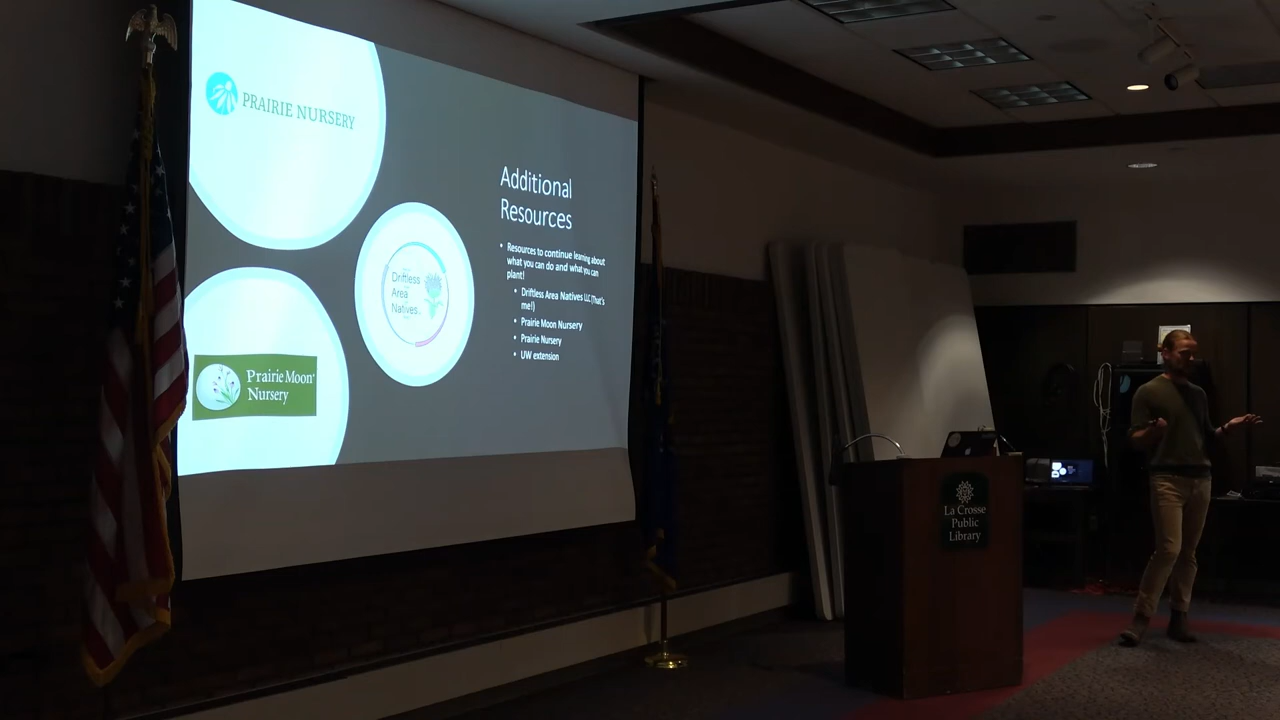 PRAIRIE NURSERY
Additional
Resources
• Resources to continue learning about
what you can do and what you can
plant!
• Driftless Area Natives LLC (That's
me!)
• Prairie Moon Nursery
• Prairie Nursery
• UW extension
Driftless
Area
Natives
Prairie Moon
Nursery
La Crosse
Public
Library